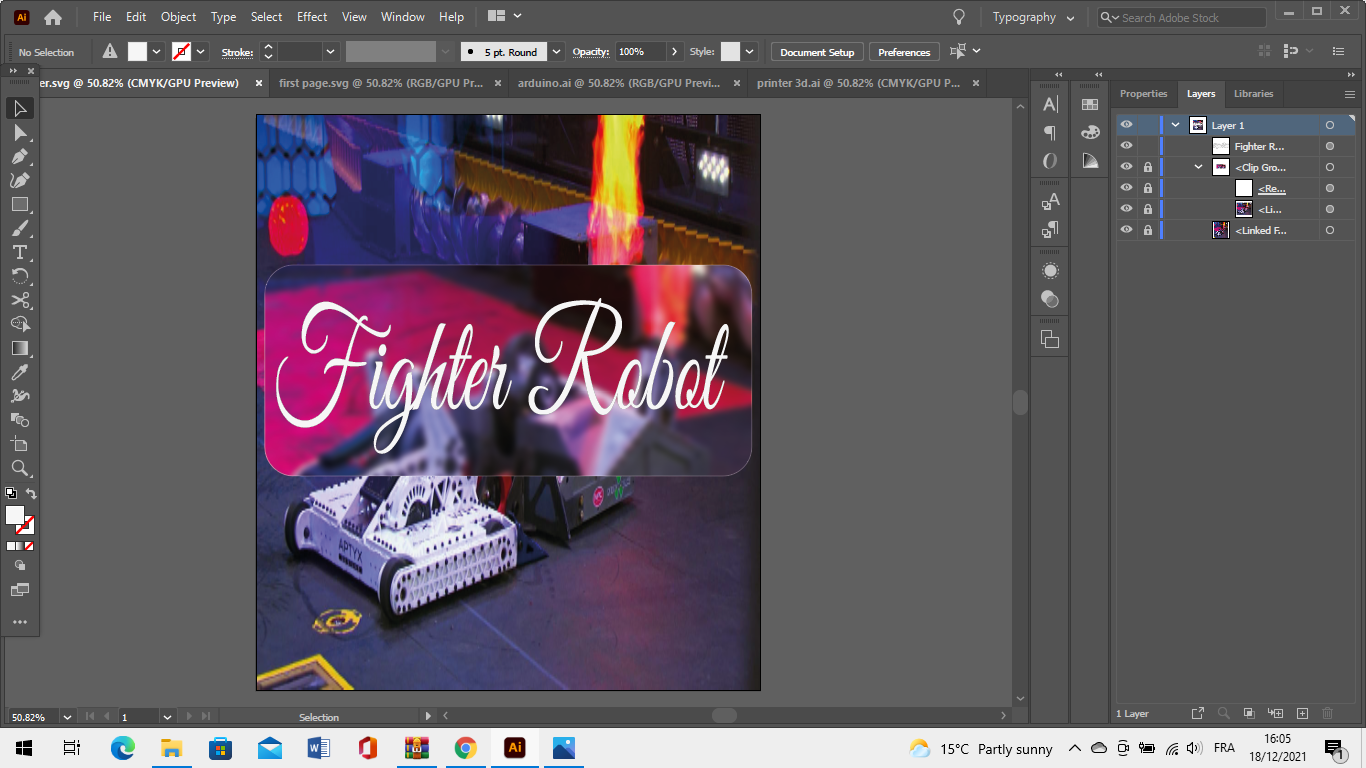 Ai File Edit Object Type Select Effect View Window Help Typography Search Adobe Stock
No Selection Stroke: 5 pt. Round Opacity: 100% Style: Document Setup Preferences
er.svg @ 50.82% (CMYK/GPU Preview) × first page.svg @ 50.82% (RGB/GPU Pr... × arduino.ai @ 50.82% (RGB/GPU Previ... × printer 3d.ai @ 50.82% (CMYK/GPU P... ×
Properties Layers Libraries
Layer 1
Fighter R...
<Clip Gro...
<Re...
<Li...
<Linked F...
Fighter Robot
APTYX
50.82% 1 Selection
1 Layer
15°C Partly sunny FRA 16:05
18/12/2021 1